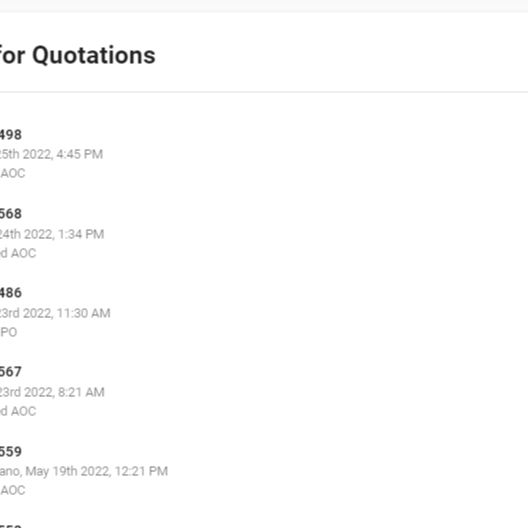 for Quotations
498
25th 2022, 4:45 PM
AOC
568
24th 2022, 1:34 PM
d AOC
486
23rd 2022, 11:30 AM
PO
567
23rd 2022, 8:21 AM
d AOC
559
ano, May 19th 2022, 12:21 PM
AOC